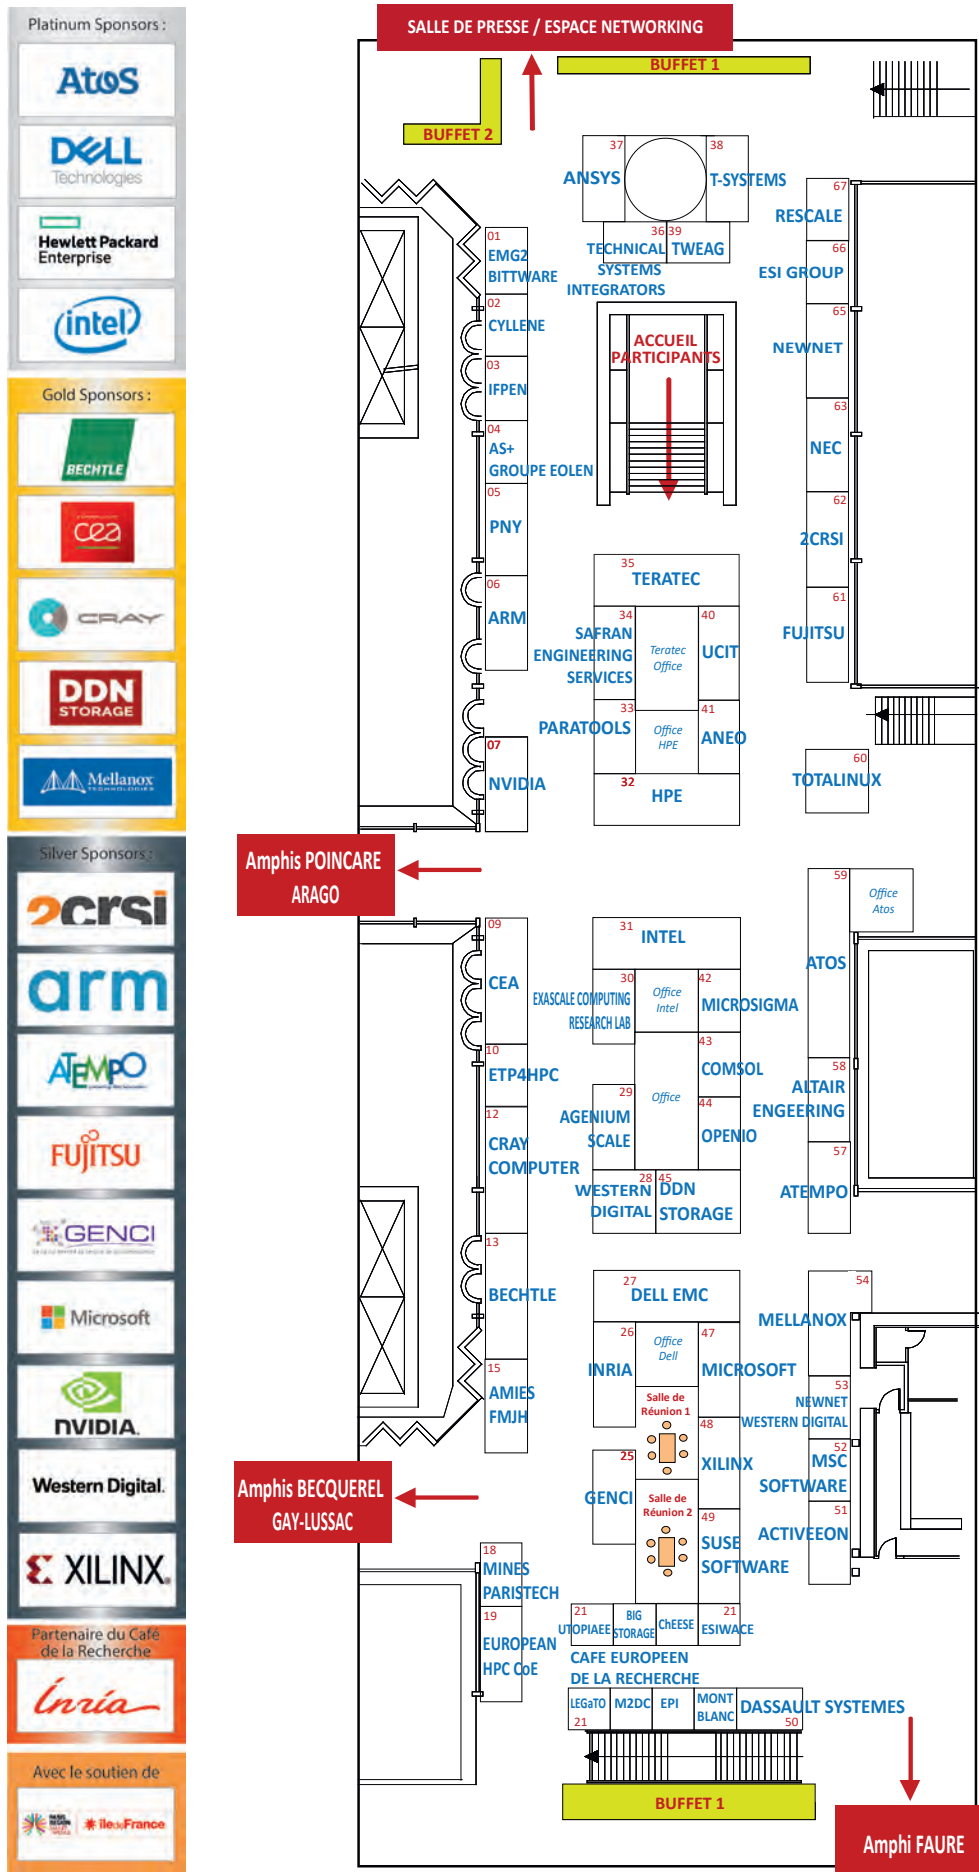 Platinum Sponsors :
Atos
DELL
Technologies
Hewlett Packard
Enterprise
intel
Gold Sponsors :
BECHTLE
cea
CRAY
DDN
STORAGE
Mellanox
TECHNOLOGIES
Silver Sponsors :
2crsi
arm
ATEMPO
FUJITSU
GENCI
Microsoft
NVIDIA.
Western Digital.
XILINX
Partenaire du Café
de la Recherche
Inria
Avec le soutien de
PARIS
REGION
île de France
SALLE DE PRESSE / ESPACE NETWORKING
BUFFET 1
BUFFET 2
37
ANSYS
38
T-SYSTEMS
36
TECHNICAL
SYSTEMS
INTEGRATORS
39
TWEAG
ACCUEIL
PARTICIPANTS
01
EMG2
BITTWARE
02
CYLLENE
03
IFPEN
04
AS+
GROUPE EOLEN
05
PNY
06
ARM
07
NVIDIA
67
RESCALE
66
ESI GROUP
65
NEWNET
63
NEC
62
2CRSI
61
FUJITSU
60
TOTALINUX
35
TERATEC
34
SAFRAN
ENGINEERING
SERVICES
Teratec
Office
40
UCIT
33
PARATOOLS
Office
HPE
41
ANEO
32
HPE
Amphis POINCARE
ARAGO
09
CEA
10
ETP4HPC
12
CRAY
COMPUTER
13
BECHTLE
15
AMIES
FMJH
31
INTEL
30
EXASCALE COMPUTING
RESEARCH LAB
Office
Intel
42
MICROSIGMA
43
COMSOL
29
AGENIUM
SCALE
Office
44
OPENIO
28
WESTERN
DIGITAL
45
DDN
STORAGE
59
ATOS
Office
Atos
58
ALTAIR
ENGEERING
57
ATEMPO
27
DELL EMC
26
INRIA
Office
Dell
47
MICROSOFT
Salle de
Réunion 1
48
XILINX
25
GENCI
Salle de
Réunion 2
49
SUSE
SOFTWARE
54
MELLANOX
53
NEWNET
WESTERN DIGITAL
52
MSC
SOFTWARE
51
ACTIVEEON
Amphis BECQUEREL
GAY-LUSSAC
18
MINES
PARISTECH
19
EUROPEAN
HPC CoE
21
UTOPIAEE
BIG
STORAGE
ChEESE
21
ESIWACE
CAFE EUROPEEN
DE LA RECHERCHE
LEGaTO
21
M2DC
EPI
MONT
BLANC
DASSAULT SYSTEMES
50
BUFFET 1
Amphi FAURE